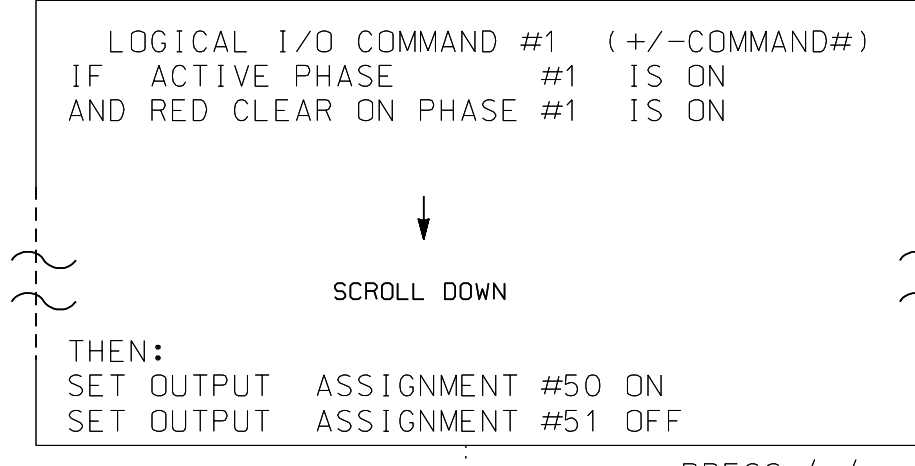 LOGICAL I/O COMMAND #1 (+/-COMMAND#)
IF ACTIVE PHASE #1 IS ON
AND RED CLEAR ON PHASE #1 IS ON
SCROLL DOWN
THEN:
SET OUTPUT ASSIGNMENT #50 ON
SET OUTPUT ASSIGNMENT #51 OFF